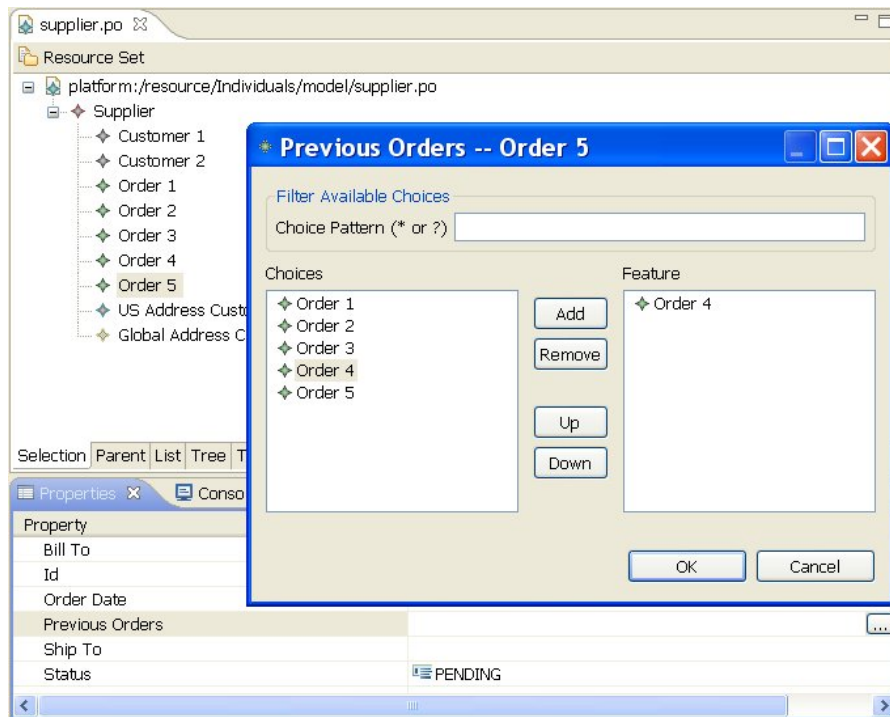 supplier.po
Resource Set
platform:/resource/Individuals/model/supplier.po
Supplier
Customer 1
Customer 2
Order 1
Order 2
Order 3
Order 4
Order 5
US Address Custo
Global Address C
Selection Parent List Tree T
Previous Orders -- Order 5
Filter Available Choices
Choice Pattern (* or ?)
Choices
Order 1
Order 2
Order 3
Order 4
Order 5
Add
Remove
Up
Down
Feature
Order 4
OK Cancel
Properties Conso
Property
Bill To
Id
Order Date
Previous Orders ...
Ship To
Status PENDING